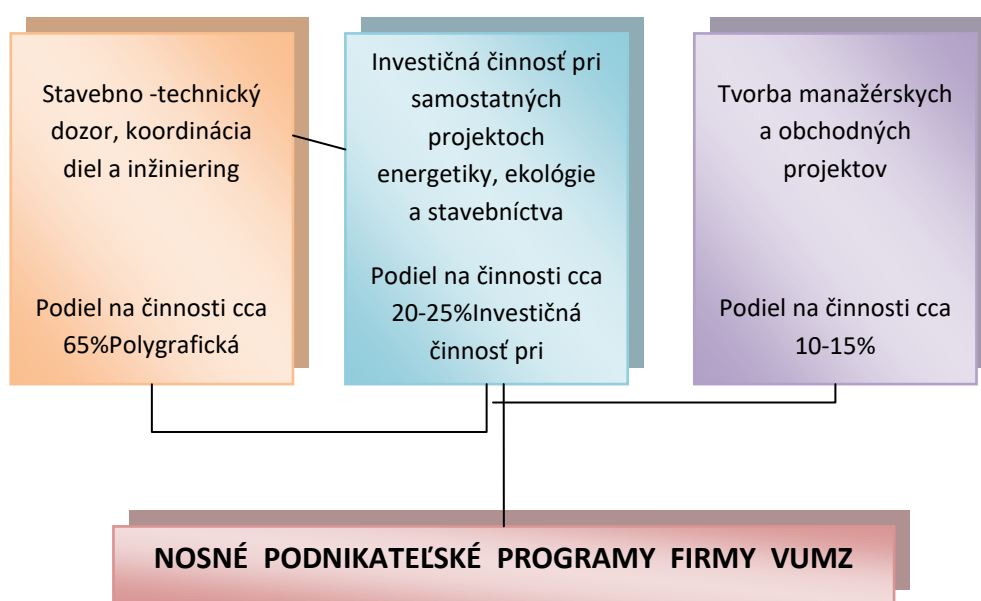 Stavebno -technický
dozor, koordinácia
diel a inžiniering
Podiel na činnosti cca
65%Polygrafická
Investičná činnosť pri
samostatných
projektoch
energetiky, ekológie
a stavebníctva
Podiel na činnosti cca
20-25%Investičná
činnosť pri
Tvorba manažérskych
a obchodných
projektov
Podiel na činnosti cca
10-15%
NOSNÉ PODNIKATEĽSKÉ PROGRAMY FIRMY VUMZ